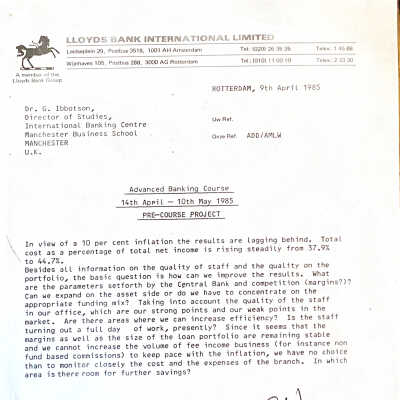 LLOYDS BANK INTERNATIONAL LIMITED
Leidseplein 29, Postbus 3518, 1001 AH Amsterdam Tel: (020) 26 35 35 Telex:
Wijnhaven 105, Postbus 288, 3000 AG Rotterdam Tel: (010) 11 00 10 Telex:
A member of the
Lloyds Bank Group
ROTTERDAM, 9th April 1985
Dr. G. Ibbotson,
Director of Studies,
International Banking Centre
Manchester Business School
MANCHESTER
U.K.
Uw Ref.
Onze Ref. ADD/AMLW
Advanced Banking Course
14th April — 10th May 1985
PRE-COURSE PROJECT
In view of a 10 per cent inflation the results are lagging behind. Total
cost as a percentage of total net income is rising steadily from 37.9%
to 44.7%.
Besides all information on the quality of staff and the quality on the
portfolio, the basic question is how can we improve the results. What
are the parameters setforth by the Central Bank and competition (margins?)?
Can we expand on the asset side or do we have to concentrate on the
appropriate funding mix? Taking into account the quality of the staff
in our office, which are our strong points and our weak points in the
market. Are there areas where we can increase efficiency? Is the staff
turning out a full day of work, presently? Since it seems that the
margins as well as the size of the loan portfolio are remaining stable
and we cannot increase the volume of fee income business (for instance non
fund based comissions) to keep pace with the inflation, we have no choice
than to monitor closely the cost and the expenses of the branch. In which
area is there room for further savings?